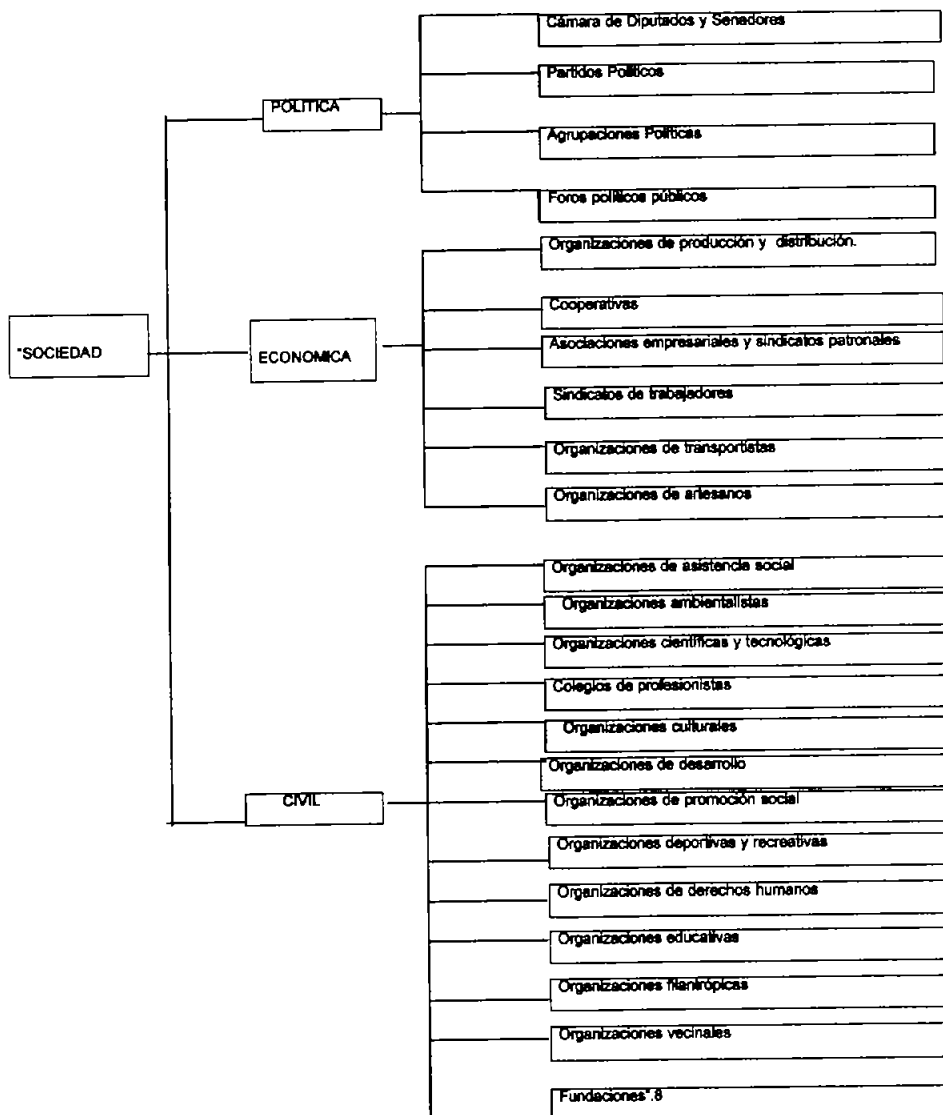 Cámara de Diputados y Senadores
Partidos Políticos
POLITICA
Agrupaciones Políticas
Foros políticos públicos
Organizaciones de producción y distribución.
Cooperativas
"SOCIEDAD
ECONOMICA
Asociaciones empresariales y sindicatos patronales
Sindicatos de trabajadores
Organizaciones de transportistas
Organizaciones de artesanos
Organizaciones de asistencia social
Organizaciones ambientalistas
Organizaciones científicas y tecnológicas
Colegios de profesionistas
Organizaciones culturales
Organizaciones de desarrollo
CIVIL
Organizaciones de promoción social
Organizaciones deportivas y recreativas
Organizaciones de derechos humanos
Organizaciones educativas
Organizaciones filantrópicas
Organizaciones vecinales
Fundaciones".8